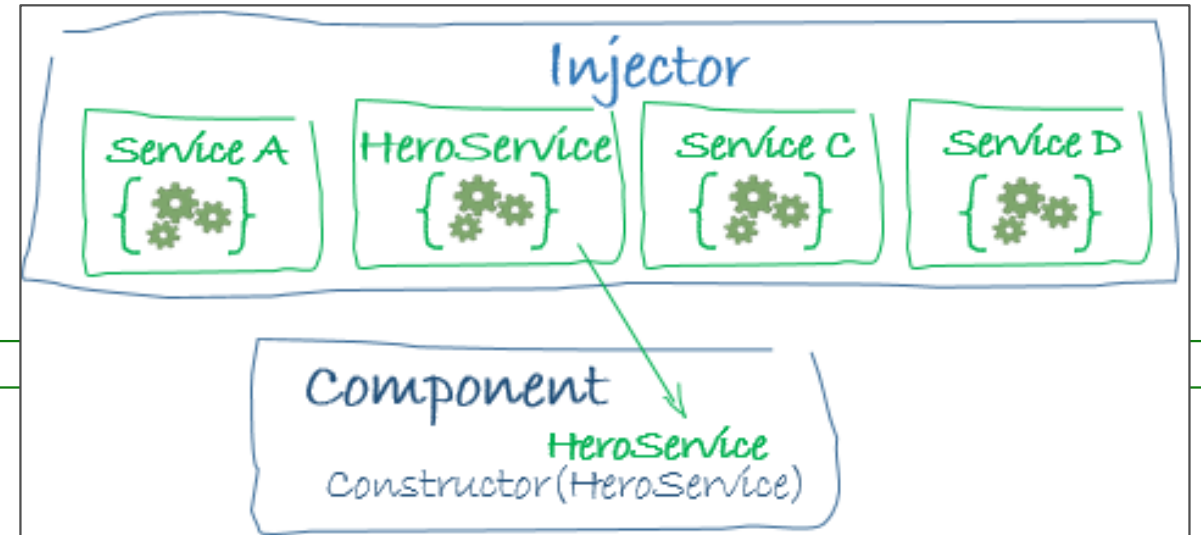 Injector
Service A
HeroService
Service C
Service D
Component
HeroService
Constructor(HeroService)